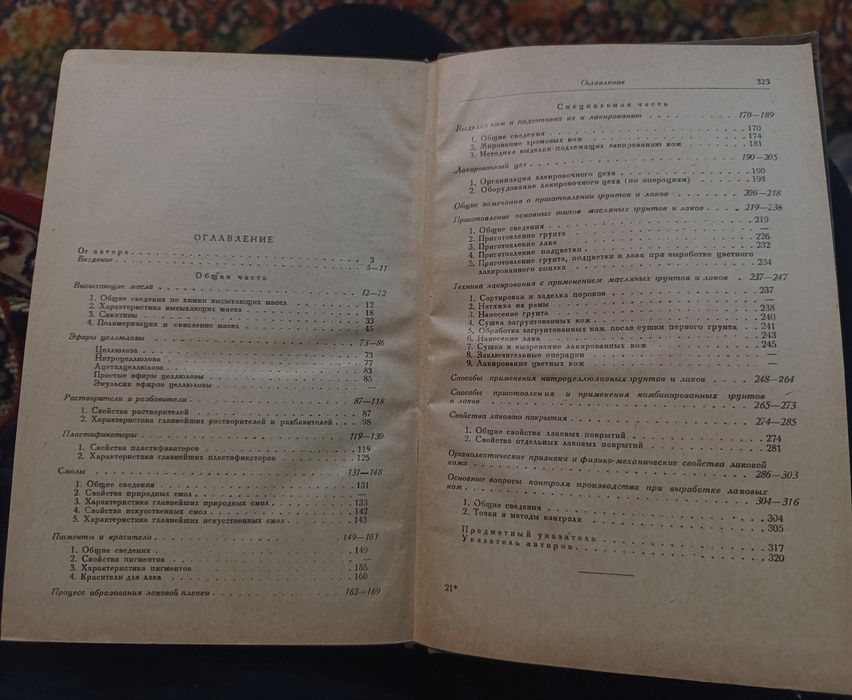 ОГЛАВЛЕНИЕ
От автора 3
Введение 5—11
Общая часть
Высыхающие масла 12—72
1. Общие сведения по химии высыхающих масел 12
2. Характеристика высыхающих масел 18
3. Сикативы 33
4. Полимеризация и окисление масел 45
Эфиры целлюлозы 73—86
Целлюлоза 73
Нитроцеллюлоза 77
Ацетилцеллюлоза 83
Простые эфиры целлюлозы 85
Эмульсии эфиров целлюлозы —
Растворители и разбавители 87—118
1. Свойства растворителей 87
2. Характеристика главнейших растворителей и разбавителей 98
Пластификаторы 119—130
1. Свойства пластификаторов 119
2. Характеристика главнейших пластификаторов 125
Смолы 131—148
1. Общие сведения 131
2. Свойства природных смол —
3. Характеристика главнейших природных смол 133
4. Свойства искусственных смол 142
5. Характеристика главнейших искусственных смол 143
Пигменты и красители 149—161
1. Общие сведения 149
2. Свойства пигментов —
3. Характеристика пигментов 155
4. Красители для лака 160
Процесс образования лаковой пленки 162—169
Оглавление 323
Специальная часть
Выделка кож и подготовка их к лакированию 170—189
1. Общие сведения 170
2. Жирование хромовых кож 174
3. Методика выделки подлежащих лакированию кож 181
Лакировочный цех 190—205
1. Организация лакировочного цеха 190
2. Оборудование лакировочного цеха (по операциям) 193
Общие замечания о приготовлении грунтов и лаков 206—218
Приготовление основных типов масляных грунтов и лаков 219—236
1. Общие сведения 219
2. Приготовление грунта —
3. Приготовление лака 226
4. Приготовление подцветки 232
5. Приготовление грунта, подцветки и лака при выработке цветного
лакированного спилка 234
Техника лакирования с применением масляных грунтов и лаков 237—247
1. Сортировка и заделка пороков 237
2. Натяжка на рамы —
3. Нанесение грунта 238
4. Сушка загрунтованных кож 240
5. Обработка загрунтованных кож после сушки первого грунта 241
6. Нанесение лака 243
7. Сушка и вызревание лакированных кож 245
8. Заключительные операции —
9. Лакирование цветных кож —
Способы применения нитроцеллюлозных грунтов и лаков 248—264
Способы приготовления и применения комбинированных грунтов
и лаков 265—273
Свойства лакового покрытия 274—285
1. Общие свойства лаковых покрытий 274
2. Свойства отдельных лаковых покрытий 281
Органолептические признаки и физико-механические свойства лаковой
кожи 286—303
Основные вопросы контроля производства при выработке лаковых
кож 304—316
1. Общие сведения 304
2. Точки и методы контроля 305
Предметный указатель 317
Указатель авторов 320
21*